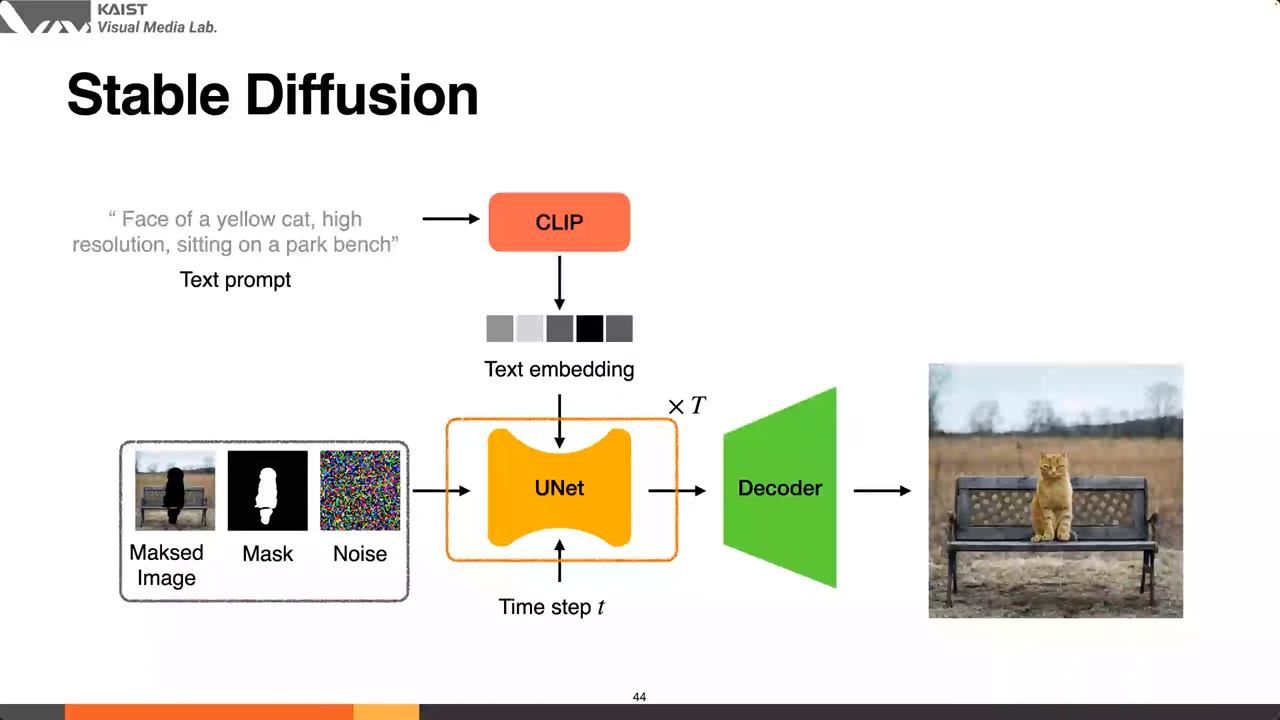 KAIST
Visual Media Lab.
Stable Diffusion
“ Face of a yellow cat, high
resolution, sitting on a park bench”
Text prompt
CLIP
Text embedding
× T
UNet
Decoder
Maksed
Image
Mask
Noise
Time step t
44